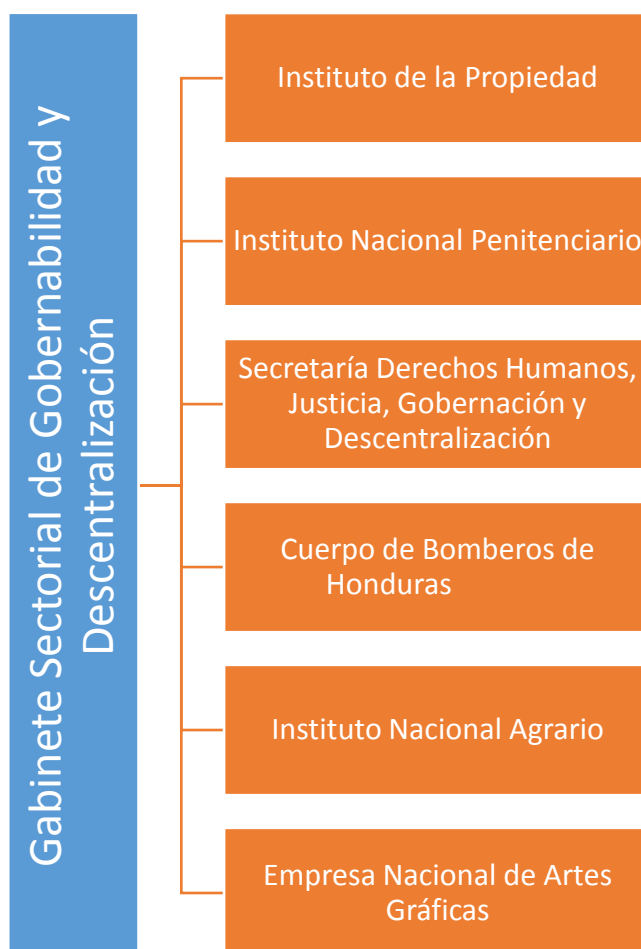 Gabinete Sectorial de Gobernabilidad y
Descentralización
Instituto de la Propiedad
Instituto Nacional Penitenciario
Secretaría Derechos Humanos,
Justicia, Gobernación y
Descentralización
Cuerpo de Bomberos de
Honduras
Instituto Nacional Agrario
Empresa Nacional de Artes
Gráficas